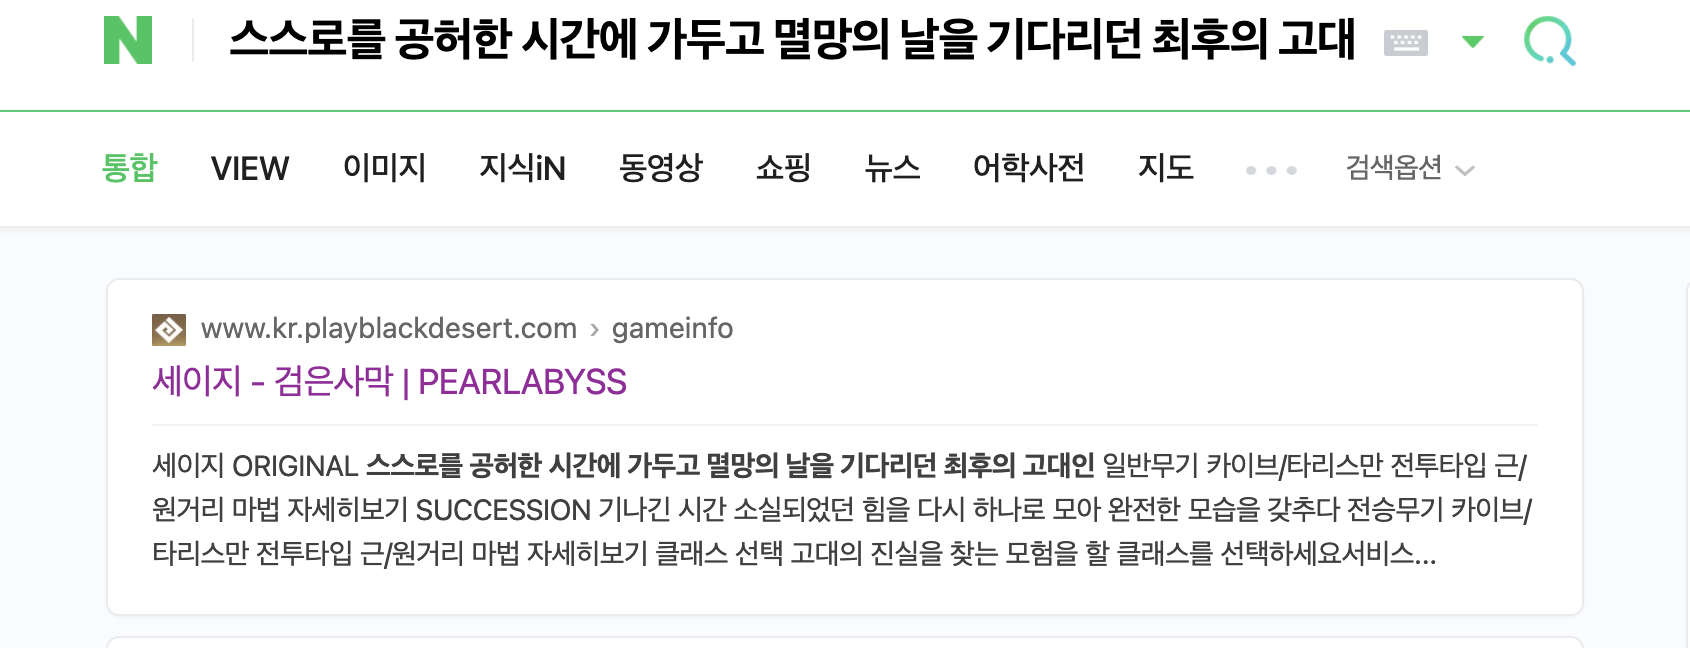 N 스스로를 공허한 시간에 가두고 멸망의 날을 기다리던 최후의 고대
통합 VIEW 이미지 지식iN 동영상 쇼핑 뉴스 어학사전 지도 검색옵션
www.kr.playblackdesert.com › gameinfo
세이지 - 검은사막 | PEARLABYSS
세이지 ORIGINAL 스스로를 공허한 시간에 가두고 멸망의 날을 기다리던 최후의 고대인 일반무기 카이브/타리스만 전투타입 근/
원거리 마법 자세히보기 SUCCESSION 기나긴 시간 소실되었던 힘을 다시 하나로 모아 완전한 모습을 갖추다 전승무기 카이브/
타리스만 전투타입 근/원거리 마법 자세히보기 클래스 선택 고대의 진실을 찾는 모험을 할 클래스를 선택하세요서비스...